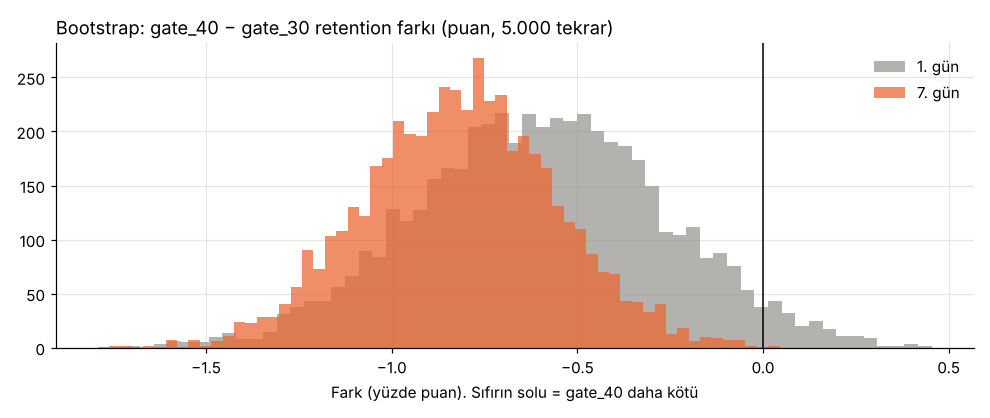 Bootstrap: gate_40 − gate_30 retention farkı (puan, 5.000 tekrar)
1. gün
7. gün
250
200
150
100
50
0
−1.5
−1.0
−0.5
0.0
0.5
Fark (yüzde puan). Sıfırın solu = gate_40 daha kötü